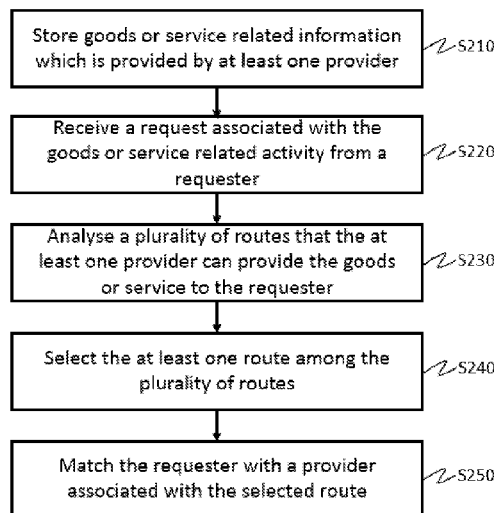 Store goods or service related information
which is provided by at least one provider
S210
Receive a request associated with the
goods or service related activity from a
requester
S220
Analyse a plurality of routes that the at
least one provider can provide the goods
or service to the requester
S230
Select the at least one route among the
plurality of routes
S240
Match the requester with a provider
associated with the selected route
S250